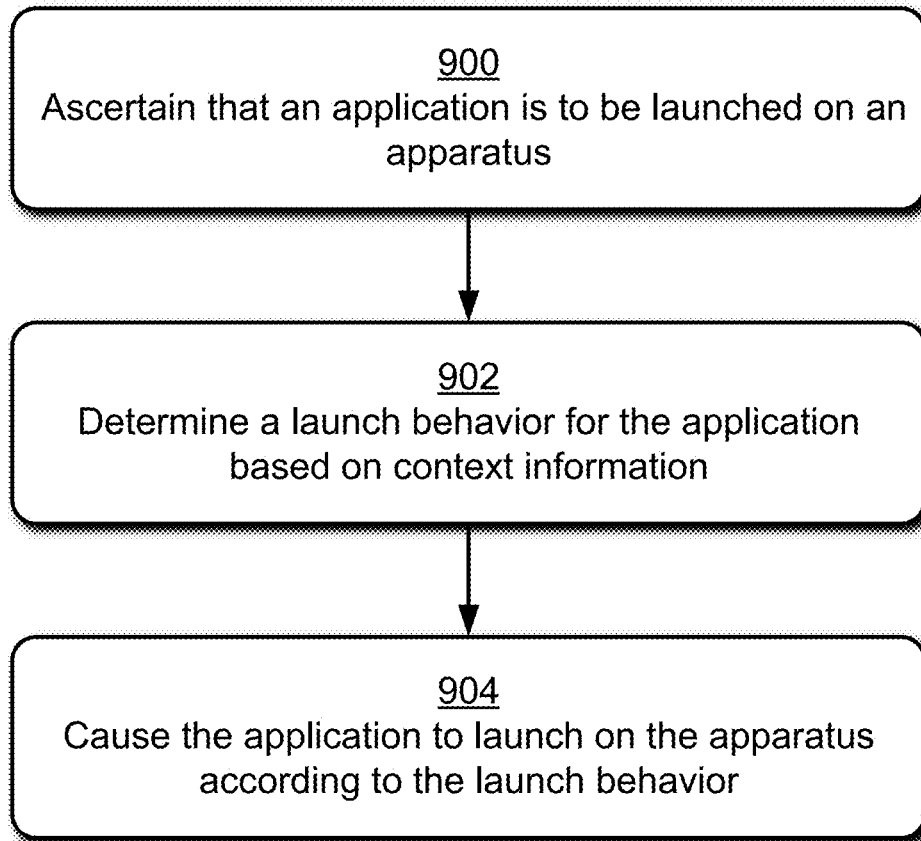 900
Ascertain that an application is to be launched on an
apparatus
902
Determine a launch behavior for the application
based on context information
904
Cause the application to launch on the apparatus
according to the launch behavior